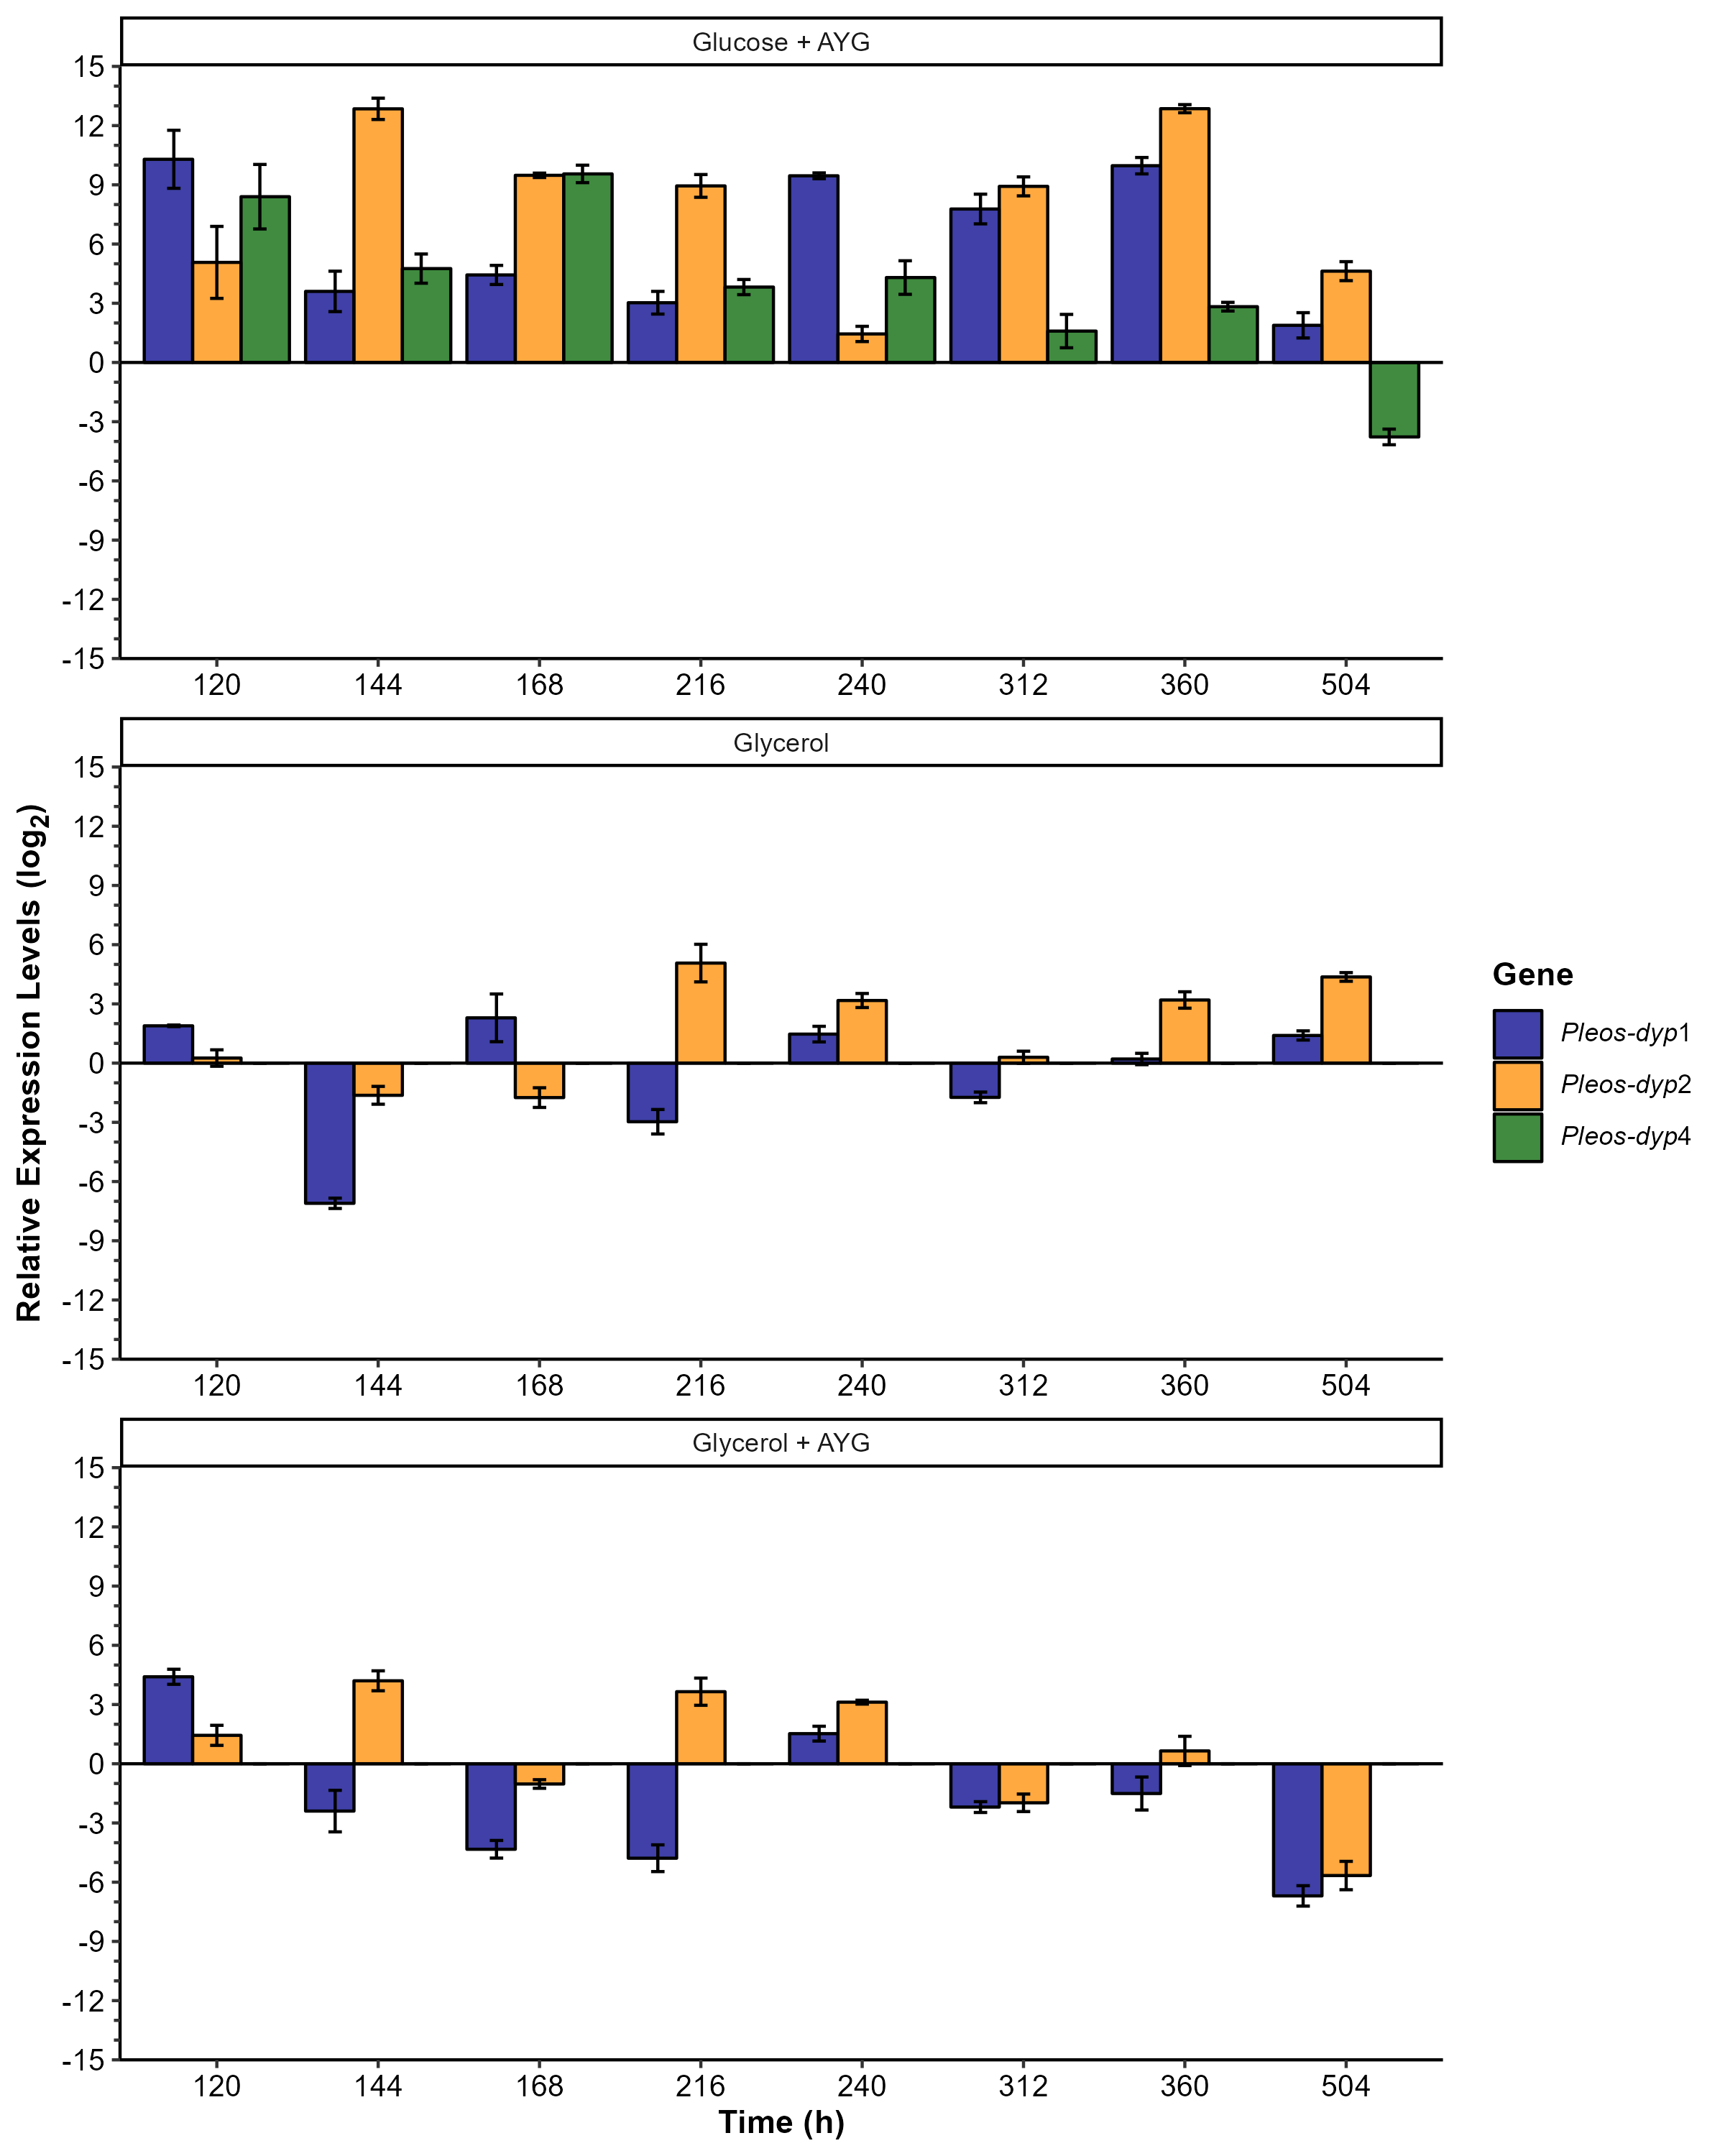 Glucose + AYG
15
12
9
6
3
0
-3
-6
-9
-12
-15
120 144 168 216 240 312 360 504
Glycerol
15
12
9
6
3
0
-3
-6
-9
-12
-15
120 144 168 216 240 312 360 504
Glycerol + AYG
15
12
9
6
3
0
-3
-6
-9
-12
-15
120 144 168 216 240 312 360 504
Time (h)
Relative Expression Levels (log2)
Gene
Pleos-dyp1
Pleos-dyp2
Pleos-dyp4